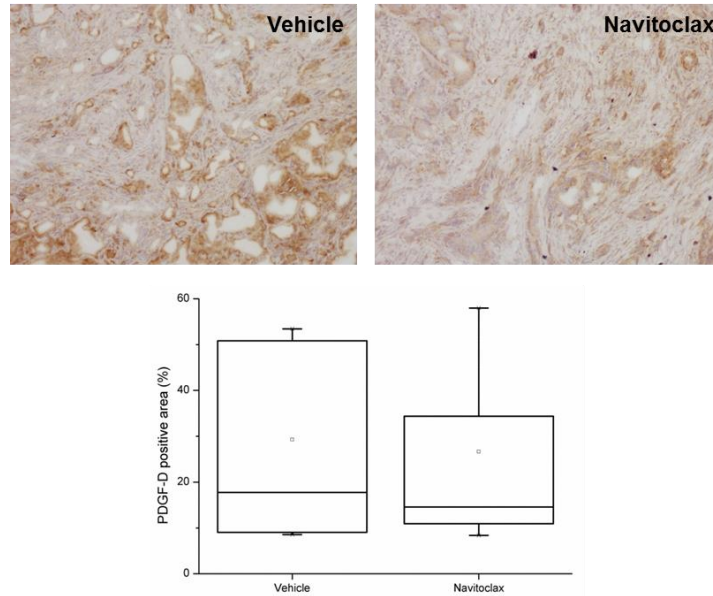 Vehicle
Navitoclax
PDGF-D positive area (%)
60
40
20
0
Vehicle
Navitoclax